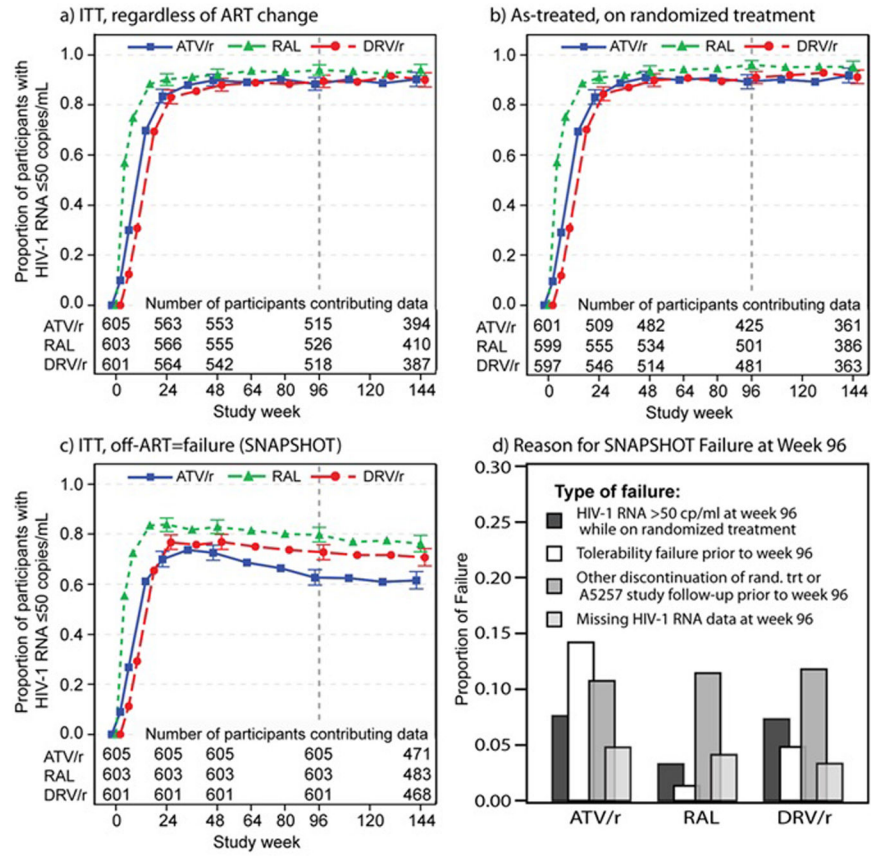 a) ITT, regardless of ART change
ATV/r RAL DRV/r
Proportion of participants with
HIV-1 RNA ≤50 copies/mL
1.0
0.8
0.6
0.4
0.2
0.0
Number of participants contributing data
ATV/r 605 563 553 515 394
RAL 603 566 555 526 410
DRV/r 601 564 542 518 387
0 24 48 64 80 96 120 144
Study week
b) As-treated, on randomized treatment
ATV/r RAL DRV/r
Proportion of participants with
HIV-1 RNA ≤50 copies/mL
1.0
0.8
0.6
0.4
0.2
0.0
Number of participants contributing data
ATV/r 601 509 482 425 361
RAL 599 555 534 501 386
DRV/r 597 546 514 481 363
0 24 48 64 80 96 120 144
Study week
c) ITT, off-ART=failure (SNAPSHOT)
ATV/r RAL DRV/r
Proportion of participants with
HIV-1 RNA ≤50 copies/mL
1.0
0.8
0.6
0.4
0.2
0.0
Number of participants contributing data
ATV/r 605 605 605 605 471
RAL 603 603 603 603 483
DRV/r 601 601 601 601 468
0 24 48 64 80 96 120 144
Study week
d) Reason for SNAPSHOT Failure at Week 96
Proportion of Failure
0.30
0.25
0.20
0.15
0.10
0.05
0.00
Type of failure:
HIV-1 RNA >50 cp/ml at week 96
while on randomized treatment
Tolerability failure prior to week 96
Other discontinuation of rand. trt or
A5257 study follow-up prior to week 96
Missing HIV-1 RNA data at week 96
ATV/r RAL DRV/r